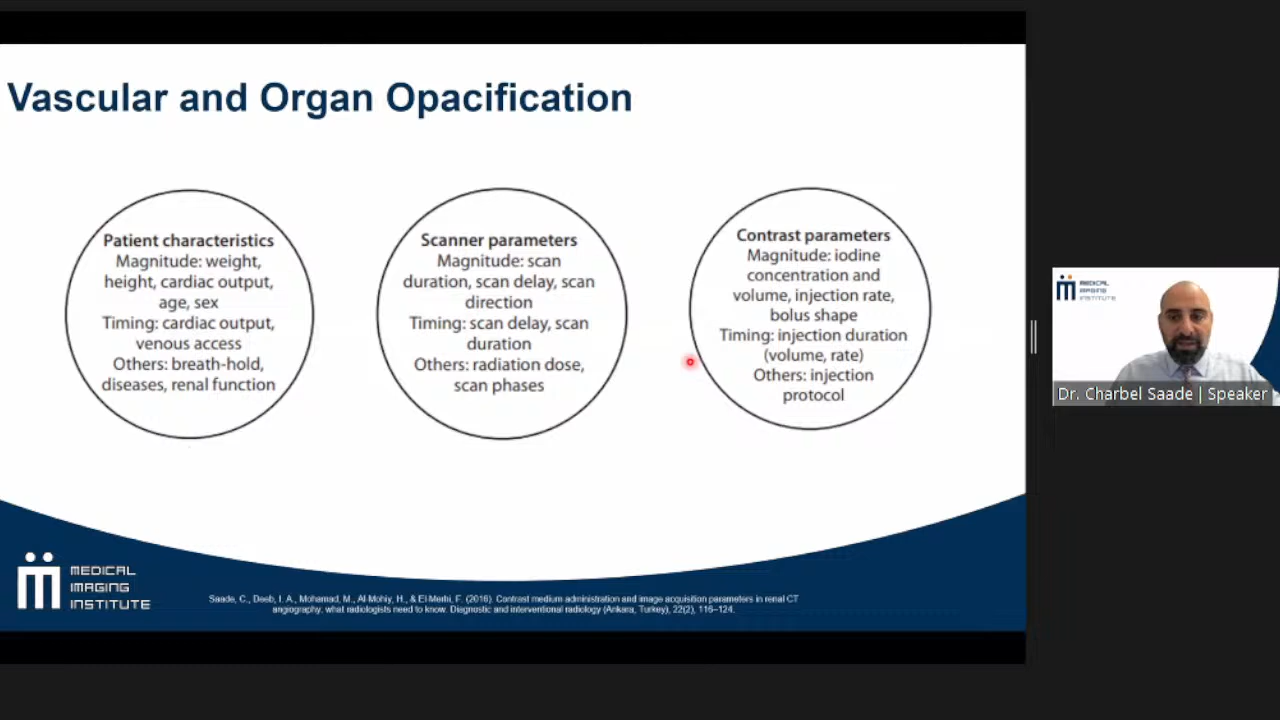 Vascular and Organ Opacification
Patient characteristics
Magnitude: weight,
height, cardiac output,
age, sex
Timing: cardiac output,
venous access
Others: breath-hold,
diseases, renal function
Scanner parameters
Magnitude: scan
duration, scan delay, scan
direction
Timing: scan delay, scan
duration
Others: radiation dose,
scan phases
Contrast parameters
Magnitude: iodine
concentration and
volume, injection rate,
bolus shape
Timing: injection duration
(volume, rate)
Others: injection
protocol
MEDICAL
IMAGING
INSTITUTE
Dr. Charbel Saade | Speaker
MEDICAL
IMAGING
INSTITUTE
Saade, C., Deeb, I. A., Mohamad, M., Al-Mohiy, H., & El-Merhi, F. (2016). Contrast medium administration and image acquisition parameters in renal CT
angiography: what radiologists need to know. Diagnostic and interventional radiology (Ankara, Turkey), 22(2), 116–124.